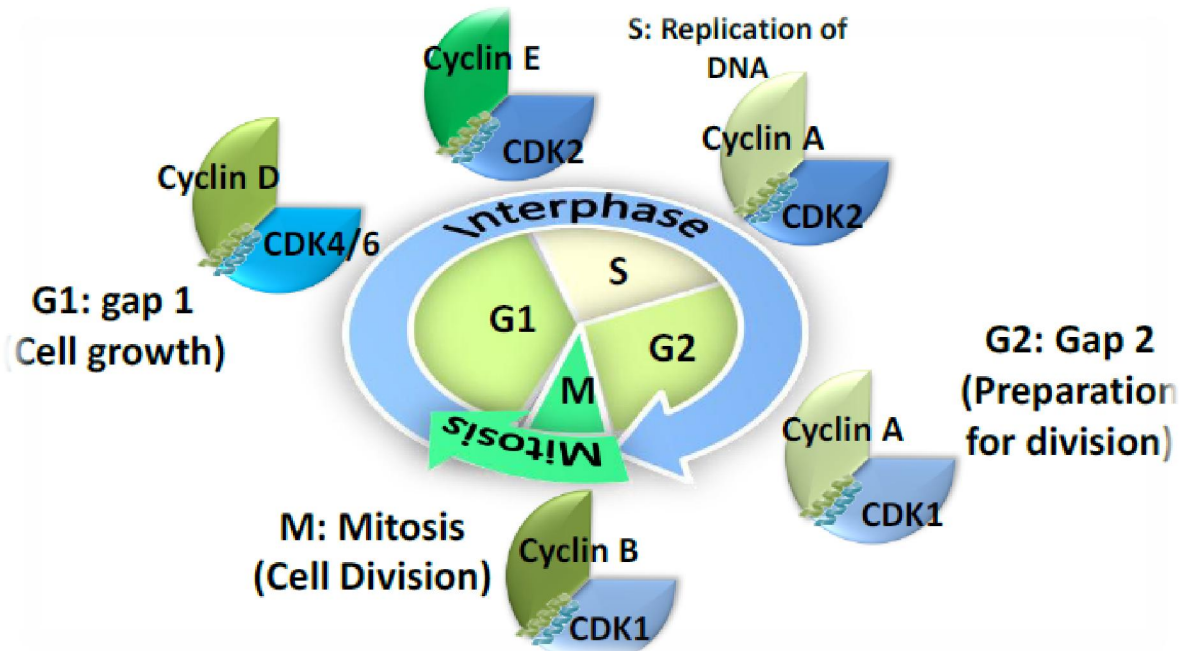 S: Replication of
DNA
Cyclin E
CDK2
Cyclin A
CDK2
Cyclin D
CDK4/6
Interphase
G1: gap 1
(Cell growth)
S
G1
G2
M
Mitosis
G2: Gap 2
(Preparation
for division)
Cyclin A
CDK1
M: Mitosis
(Cell Division)
Cyclin B
CDK1